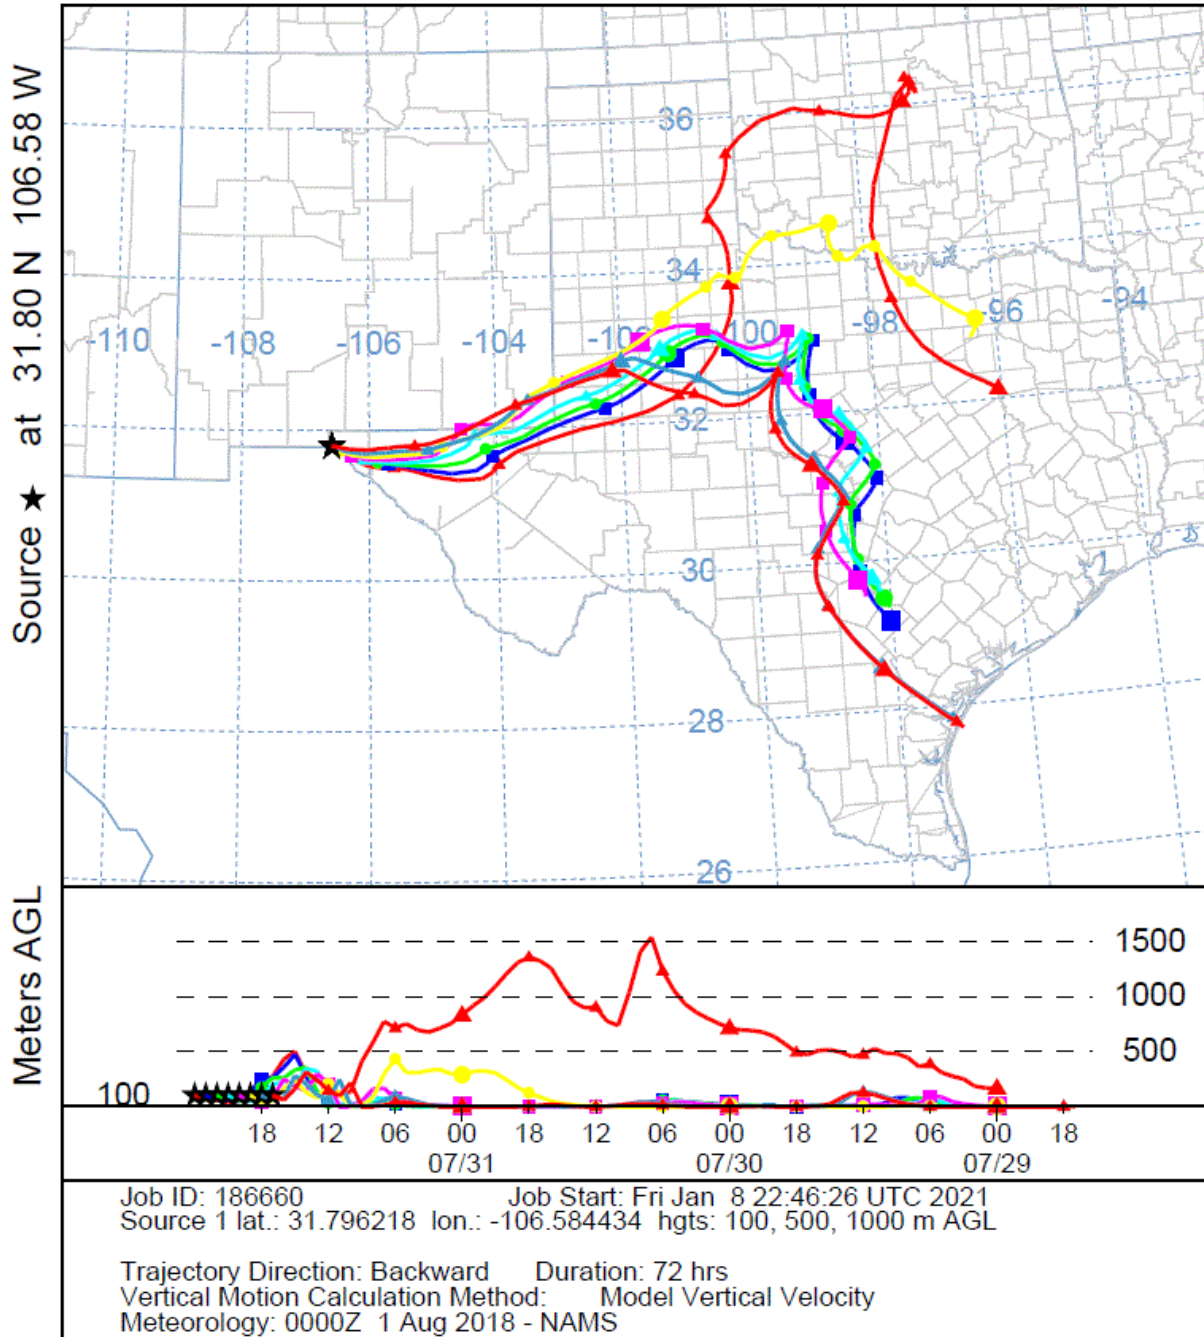 Source ★ at 31.80 N 106.58 W
36
34
-110
-108
-106
-104
-106
100
-98
-96
-94
32
30
28
26
Meters AGL
1500
1000
500
100
18 12 06 00 18 12 06 00 18 12 06 00 18
07/31 07/30 07/29
Job ID: 186660 Job Start: Fri Jan 8 22:46:26 UTC 2021
Source 1 lat.: 31.796218 lon.: -106.584434 hgts: 100, 500, 1000 m AGL
Trajectory Direction: Backward Duration: 72 hrs
Vertical Motion Calculation Method: Model Vertical Velocity
Meteorology: 0000Z 1 Aug 2018 - NAMS